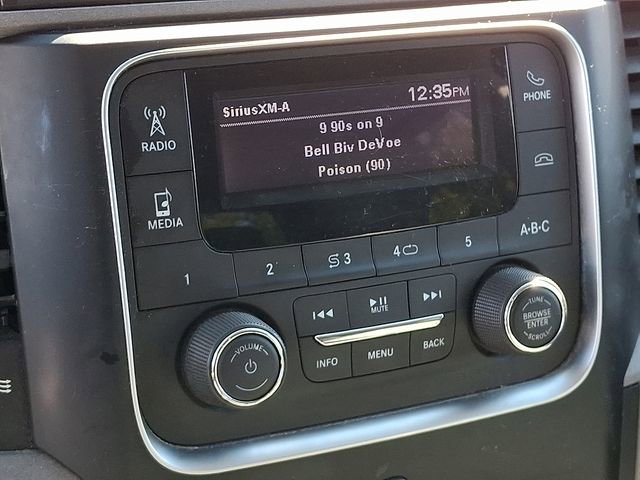 SiriusXM-A 12:35PM
9 90s on 9
Bell Biv DeVoe
Poison (90)
RADIO
MEDIA
PHONE
A·B·C
1
2
3
4
5
MUTE
INFO
MENU
BACK
VOLUME
TUNE
BROWSE
ENTER
SCROLL